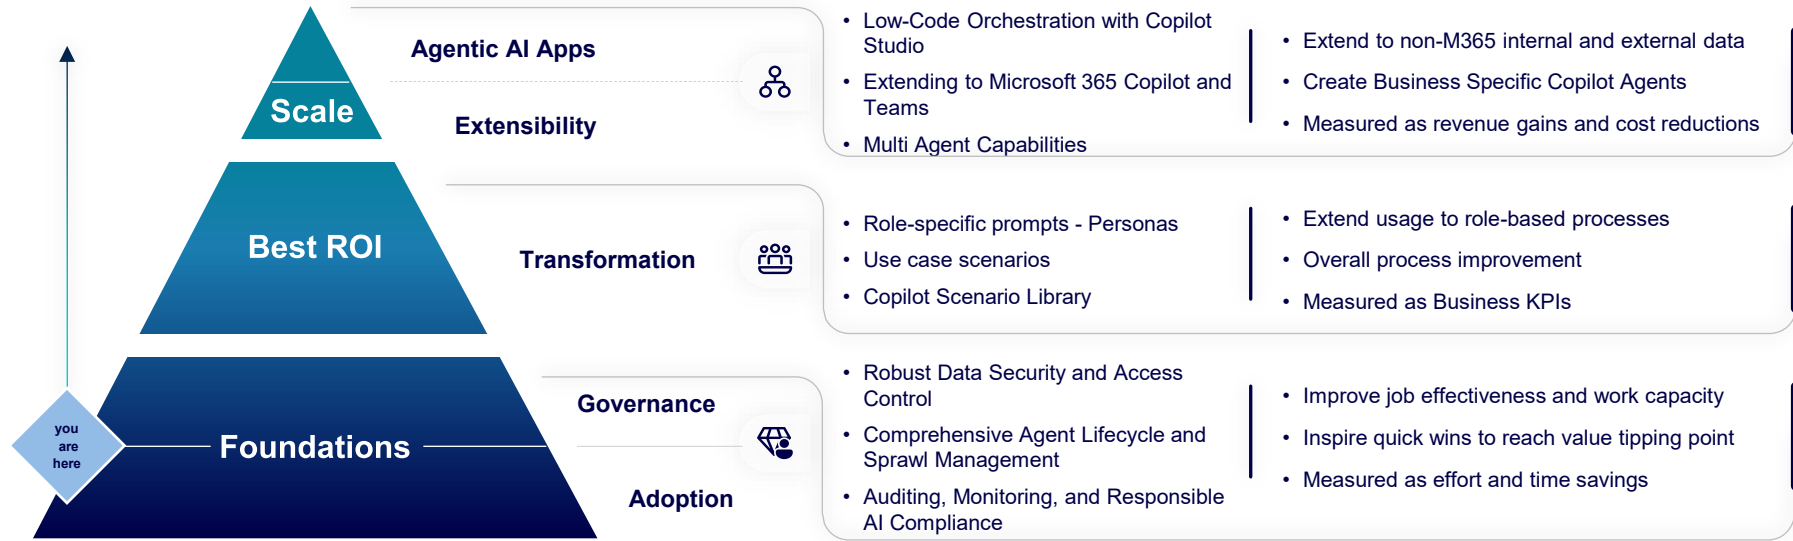 Agentic AI Apps
Scale
Extensibility
• Low-Code Orchestration with Copilot
Studio
• Extending to Microsoft 365 Copilot and
Teams
• Multi Agent Capabilities
• Extend to non-M365 internal and external data
• Create Business Specific Copilot Agents
• Measured as revenue gains and cost reductions
Best ROI
Transformation
• Role-specific prompts - Personas
• Use case scenarios
• Copilot Scenario Library
• Extend usage to role-based processes
• Overall process improvement
• Measured as Business KPIs
you
are
here
Foundations
Governance
Adoption
• Robust Data Security and Access
Control
• Comprehensive Agent Lifecycle and
Sprawl Management
• Auditing, Monitoring, and Responsible
AI Compliance
• Improve job effectiveness and work capacity
• Inspire quick wins to reach value tipping point
• Measured as effort and time savings